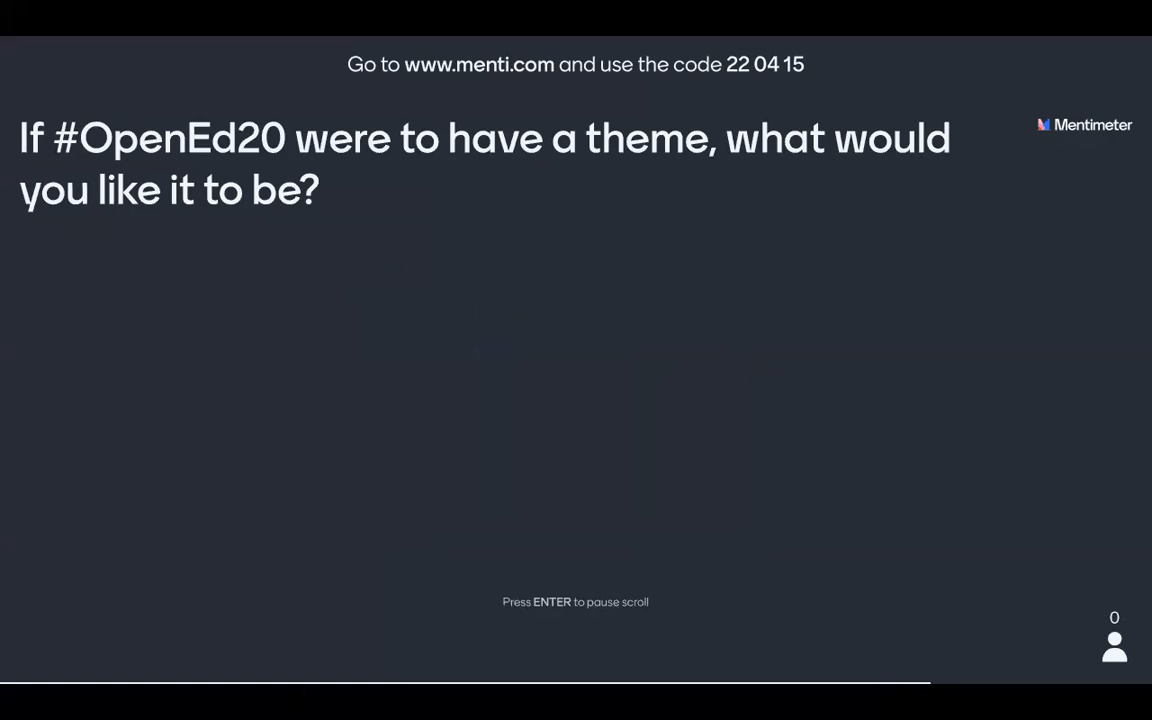 Go to www.menti.com and use the code 22 04 15
If #OpenEd20 were to have a theme, what would
you like it to be?
Mentimeter
Press ENTER to pause scroll
0